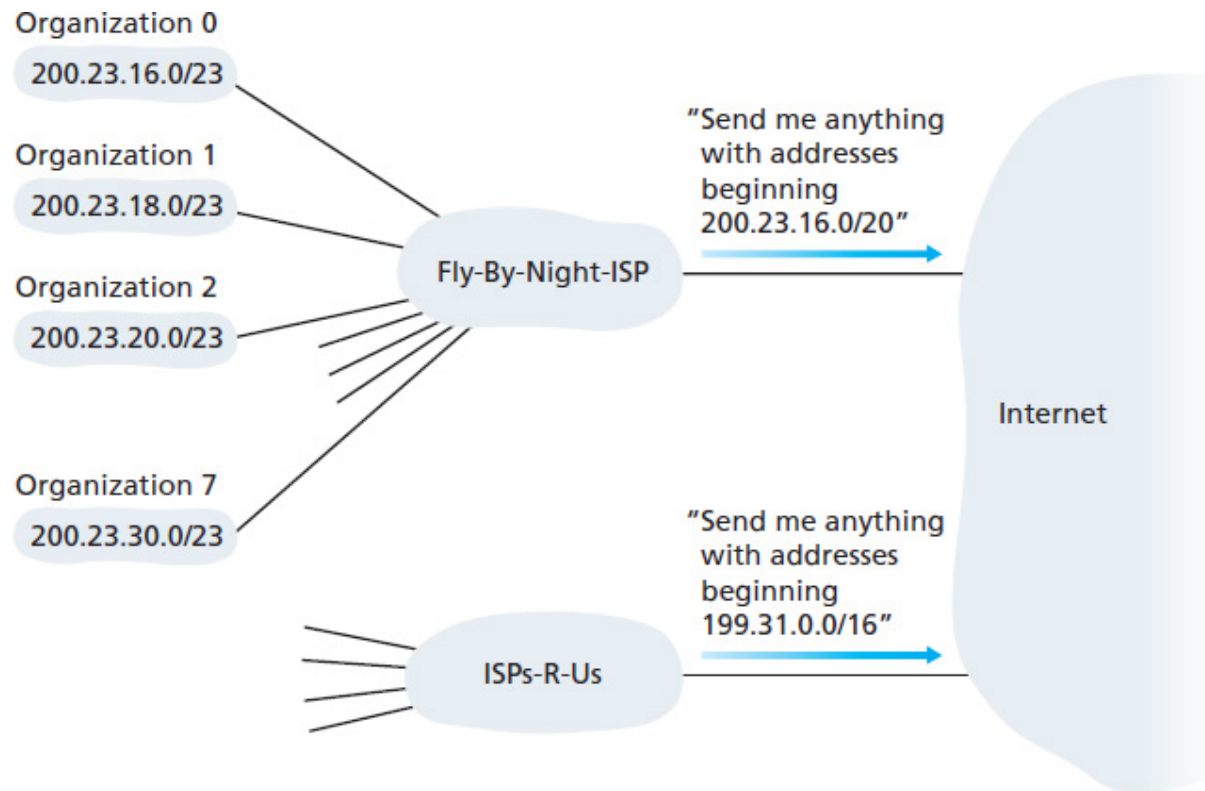 Organization 0
200.23.16.0/23
Organization 1
200.23.18.0/23
Organization 2
200.23.20.0/23
Organization 7
200.23.30.0/23
Fly-By-Night-ISP
"Send me anything
with addresses
beginning
200.23.16.0/20"
Internet
"Send me anything
with addresses
beginning
199.31.0.0/16"
ISPs-R-Us